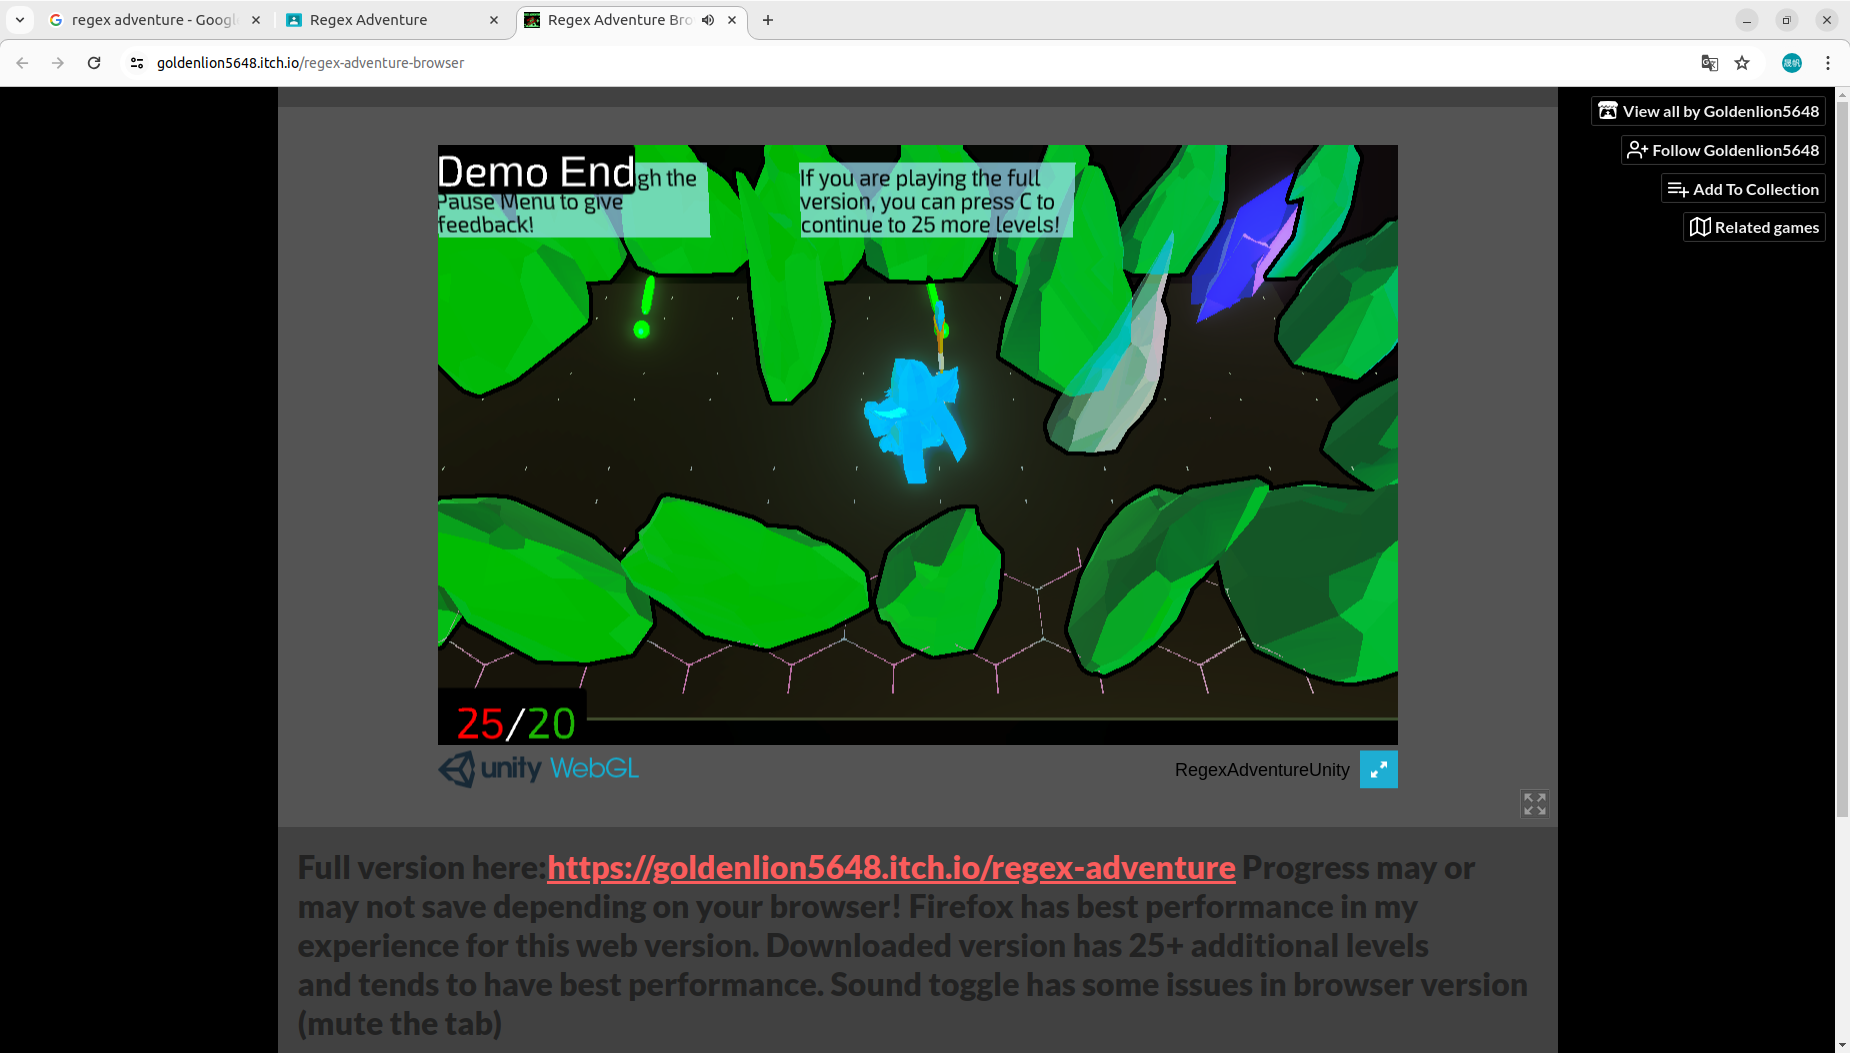 regex adventure - Googl
Regex Adventure
Regex Adventure Bro
goldenlion5648.itch.io/regex-adventure-browser
晟帆
View all by Goldenlion5648
Follow Goldenlion5648
Add To Collection
Related games
Demo End
gh the
Pause Menu to give
feedback!
If you are playing the full
version, you can press C to
continue to 25 more levels!
25/20
unity WebGL
RegexAdventureUnity
Full version here:https://goldenlion5648.itch.io/regex-adventure Progress may or
may not save depending on your browser! Firefox has best performance in my
experience for this web version. Downloaded version has 25+ additional levels
and tends to have best performance. Sound toggle has some issues in browser version
(mute the tab)